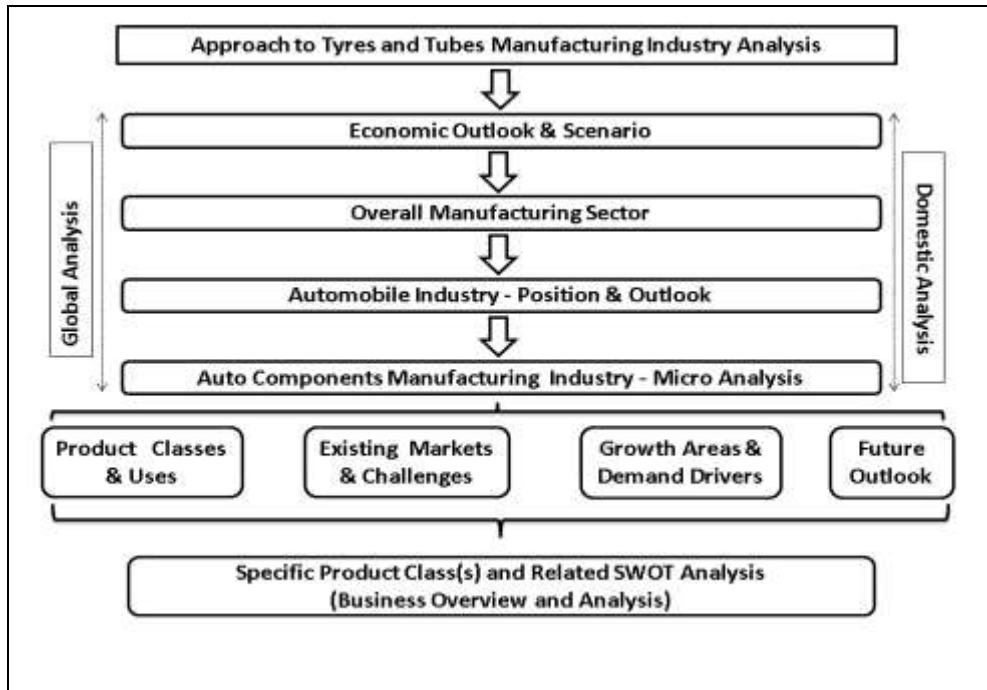 Approach to Tyres and Tubes Manufacturing Industry Analysis
Economic Outlook & Scenario
Overall Manufacturing Sector
Automobile Industry - Position & Outlook
Auto Components Manufacturing Industry - Micro Analysis
Global Analysis
Domestic Analysis
Product Classes
& Uses
Existing Markets
& Challenges
Growth Areas &
Demand Drivers
Future
Outlook
Specific Product Class(s) and Related SWOT Analysis
(Business Overview and Analysis)